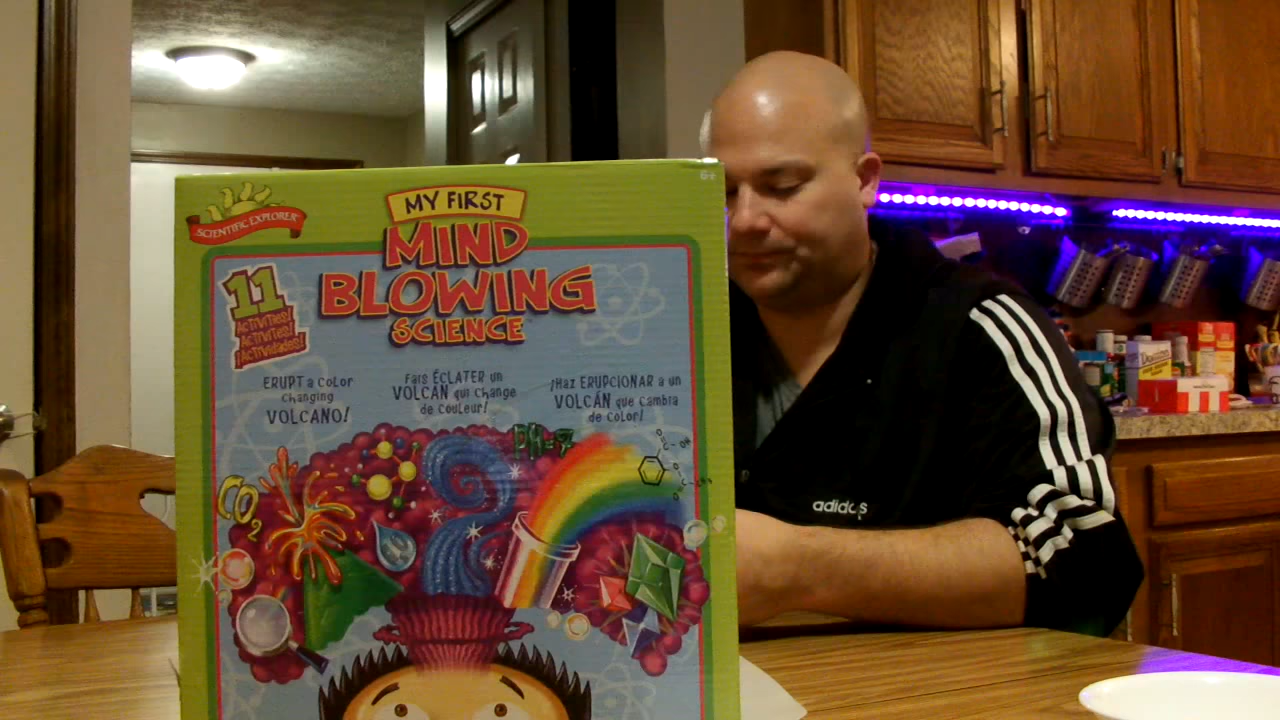 6+
SCIENTIFIC EXPLORER
MY FIRST
MIND
BLOWING
SCIENCE
11
ACTIVITIES!
ACTIVITÉS!
¡ACTIVIDADES!
ERUPT a COLOR
changing
VOLCANO!
Fais ÉCLATER un
VOLCAN qui change
de couleur!
¡Haz ERUPCIONAR a un
VOLCÁN que cambia
de color!
PH=7
CO2
adidas